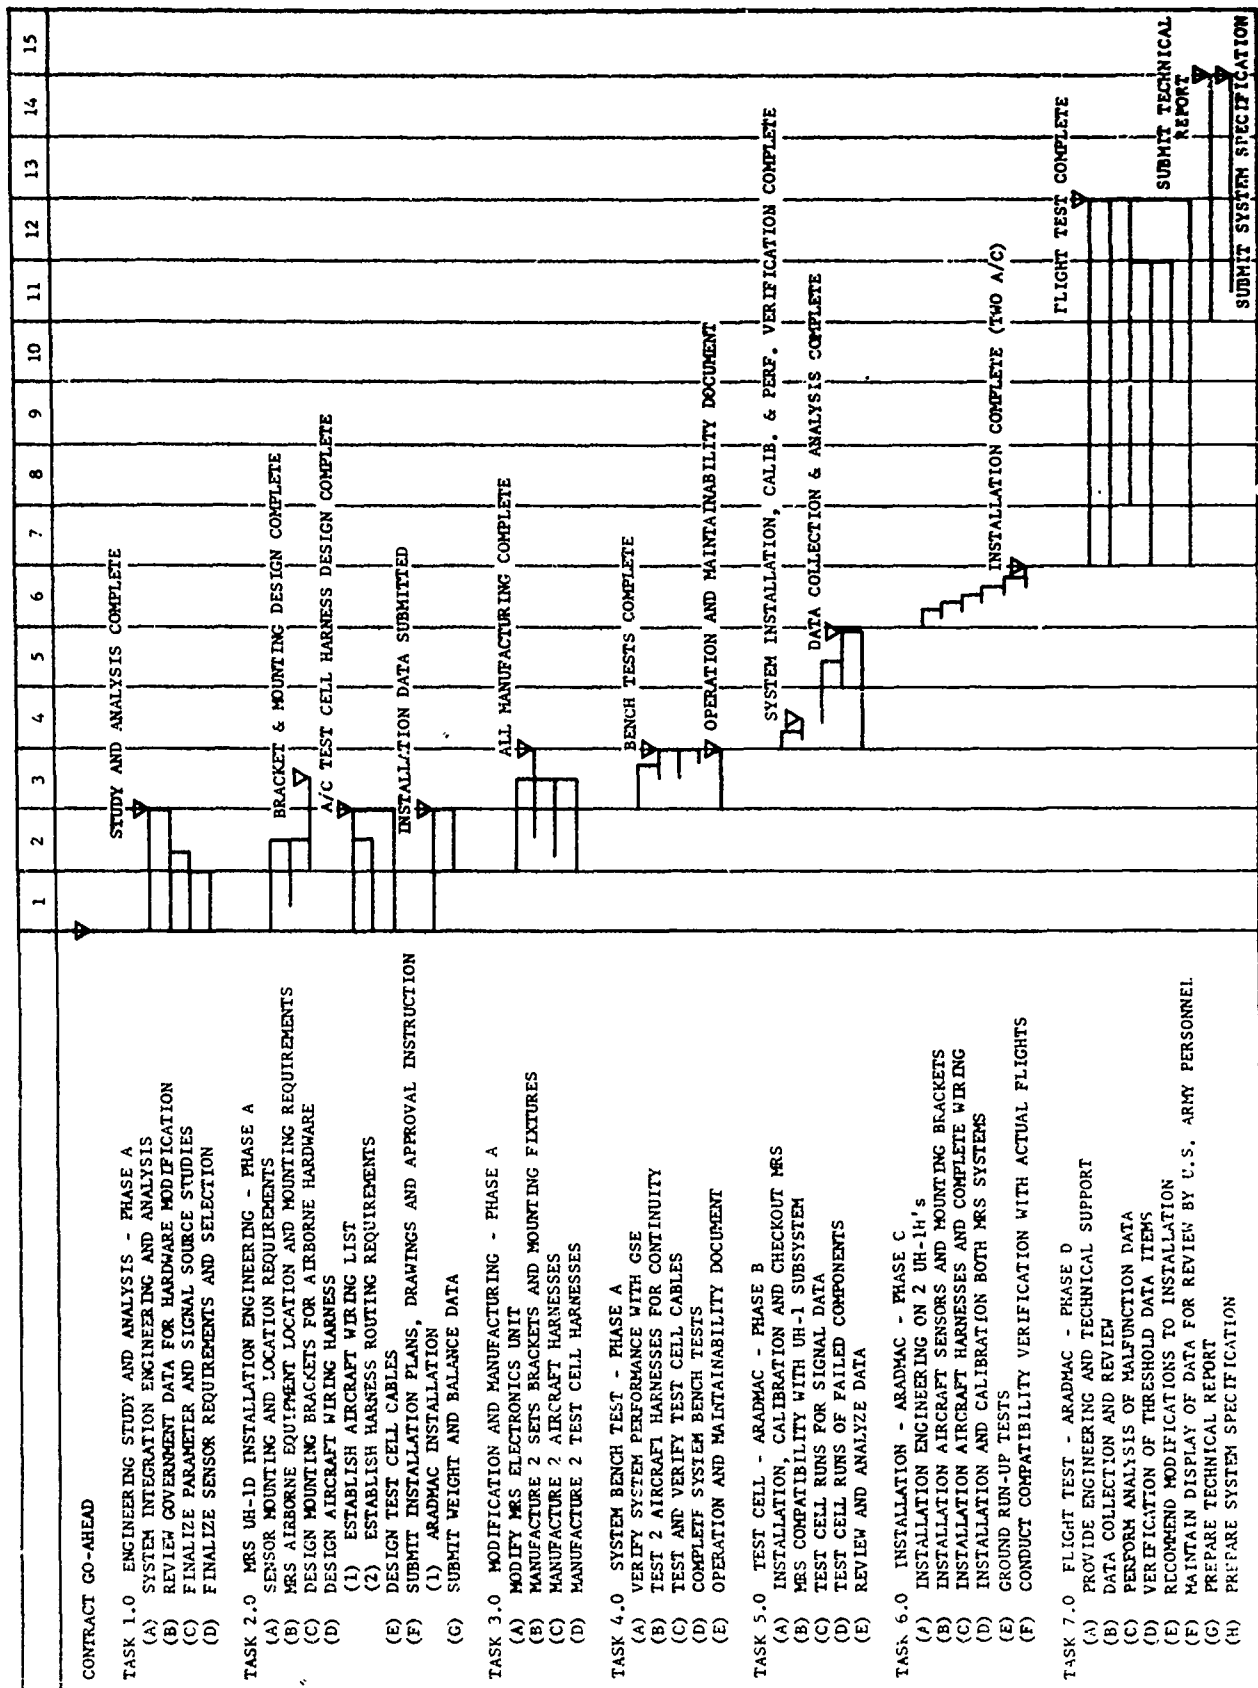 1 2 3 4 5 6 7 8 9 10 11 12 13 14 15
CONTRACT GO-AHEAD
TASK 1.0 ENGINEERING STUDY AND ANALYSIS - PHASE A
STUDY AND ANALYSIS COMPLETE
(A) SYSTEM INTEGRATION ENGINEERING AND ANALYSIS
(B) REVIEW GOVERNMENT DATA FOR HARDWARE MODIFICATION
(C) FINALIZE PARAMETER AND SIGNAL SOURCE STUDIES
(D) FINALIZE SENSOR REQUIREMENTS AND SELECTION
TASK 2.0 MRS UH-1D INSTALLATION ENGINEERING - PHASE A
(A) SENSOR MOUNTING AND LOCATION REQUIREMENTS
BRACKET & MOUNTING DESIGN COMPLETE
(B) MRS AIRBORNE EQUIPMENT LOCATION AND MOUNTING REQUIREMENTS
(C) DESIGN MOUNTING BRACKETS FOR AIRBORNE HARDWARE
(D) DESIGN AIRCRAFT WIRING HARNESS
A/C TEST CELL HARNESS DESIGN COMPLETE
(1) ESTABLISH AIRCRAFT WIRING LIST
(2) ESTABLISH HARNESS ROUTING REQUIREMENTS
(E) DESIGN TEST CELL CABLES
(F) SUBMIT INSTALLATION PLANS, DRAWINGS AND APPROVAL INSTRUCTION
INSTALLATION DATA SUBMITTED
(1) ARADMAC INSTALLATION
(G) SUBMIT WEIGHT AND BALANCE DATA
TASK 3.0 MODIFICATION AND MANUFACTURING - PHASE A
ALL MANUFACTURING COMPLETE
(A) MODIFY MRS ELECTRONICS UNIT
(B) MANUFACTURE 2 SETS BRACKETS AND MOUNTING FIXTURES
(C) MANUFACTURE 2 AIRCRAFT HARNESSES
(D) MANUFACTURE 2 TEST CELL HARNESSES
TASK 4.0 SYSTEM BENCH TEST - PHASE A
BENCH TESTS COMPLETE
(A) VERIFY SYSTEM PERFORMANCE WITH GSE
(B) TEST 2 AIRCRAFT HARNESSES FOR CONTINUITY
(C) TEST AND VERIFY TEST CELL CABLES
(D) COMPLETE SYSTEM BENCH TESTS
(E) OPERATION AND MAINTAINABILITY DOCUMENT
OPERATION AND MAINTAINABILITY DOCUMENT
TASK 5.0 TEST CELL - ARADMAC - PHASE B
SYSTEM INSTALLATION, CALIB. & PERF. VERIFICATION COMPLETE
(A) INSTALLATION, CALIBRATION AND CHECKOUT MRS
(B) MRS COMPATIBILITY WITH UH-1 SUBSYSTEM
DATA COLLECTION & ANALYSIS COMPLETE
(C) TEST CELL RUNS FOR SIGNAL DATA
(D) TEST CELL RUNS OF FAILED COMPONENTS
(E) REVIEW AND ANALYZE DATA
TASK 6.0 INSTALLATION - ARADMAC - PHASE C
(A) INSTALLATION ENGINEERING ON 2 UH-1H's
(B) INSTALLATION AIRCRAFT SENSORS AND MOUNTING BRACKETS
(C) INSTALLATION AIRCRAFT HARNESSES AND COMPLETE WIRING
(D) INSTALLATION AND CALIBRATION BOTH MRS SYSTEMS
INSTALLATION COMPLETE (TWO A/C)
(E) GROUND RUN-UP TESTS
(F) CONDUCT COMPATIBILITY VERIFICATION WITH ACTUAL FLIGHTS
TASK 7.0 FLIGHT TEST - ARADMAC - PHASE D
FLIGHT TEST COMPLETE
(A) PROVIDE ENGINEERING AND TECHNICAL SUPPORT
(B) DATA COLLECTION AND REVIEW
(C) PERFORM ANALYSIS OF MALFUNCTION DATA
(D) VERIFICATION OF THRESHOLD DATA ITEMS
(E) RECOMMEND MODIFICATIONS TO INSTALLATION
(F) MAINTAIN DISPLAY OF DATA FOR REVIEW BY U.S. ARMY PERSONNEL
SUBMIT TECHNICAL
REPORT
(G) PREPARE TECHNICAL REPORT
(H) PREPARE SYSTEM SPECIFICATION
SUBMIT SYSTEM SPECIFICATION